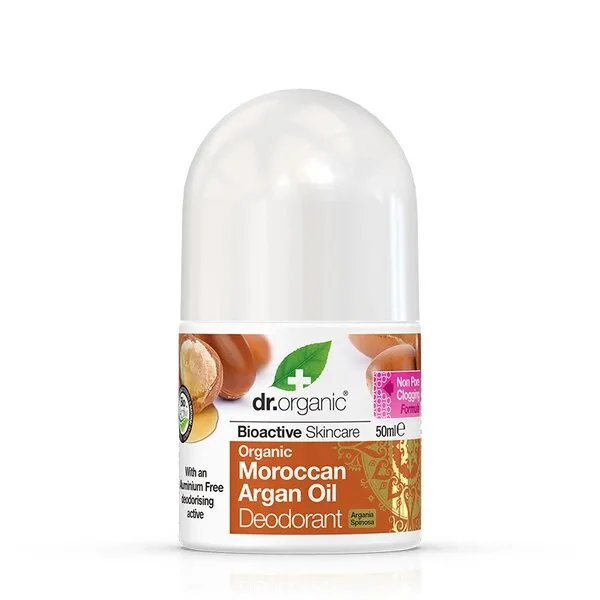 dr.organic®
Bioactive Skincare
50ml℮
Organic
Moroccan
Argan Oil
Deodorant
Argania
Spinosa
Non Pore
Clogging
Formula
With an
Aluminium Free
deodorising
active